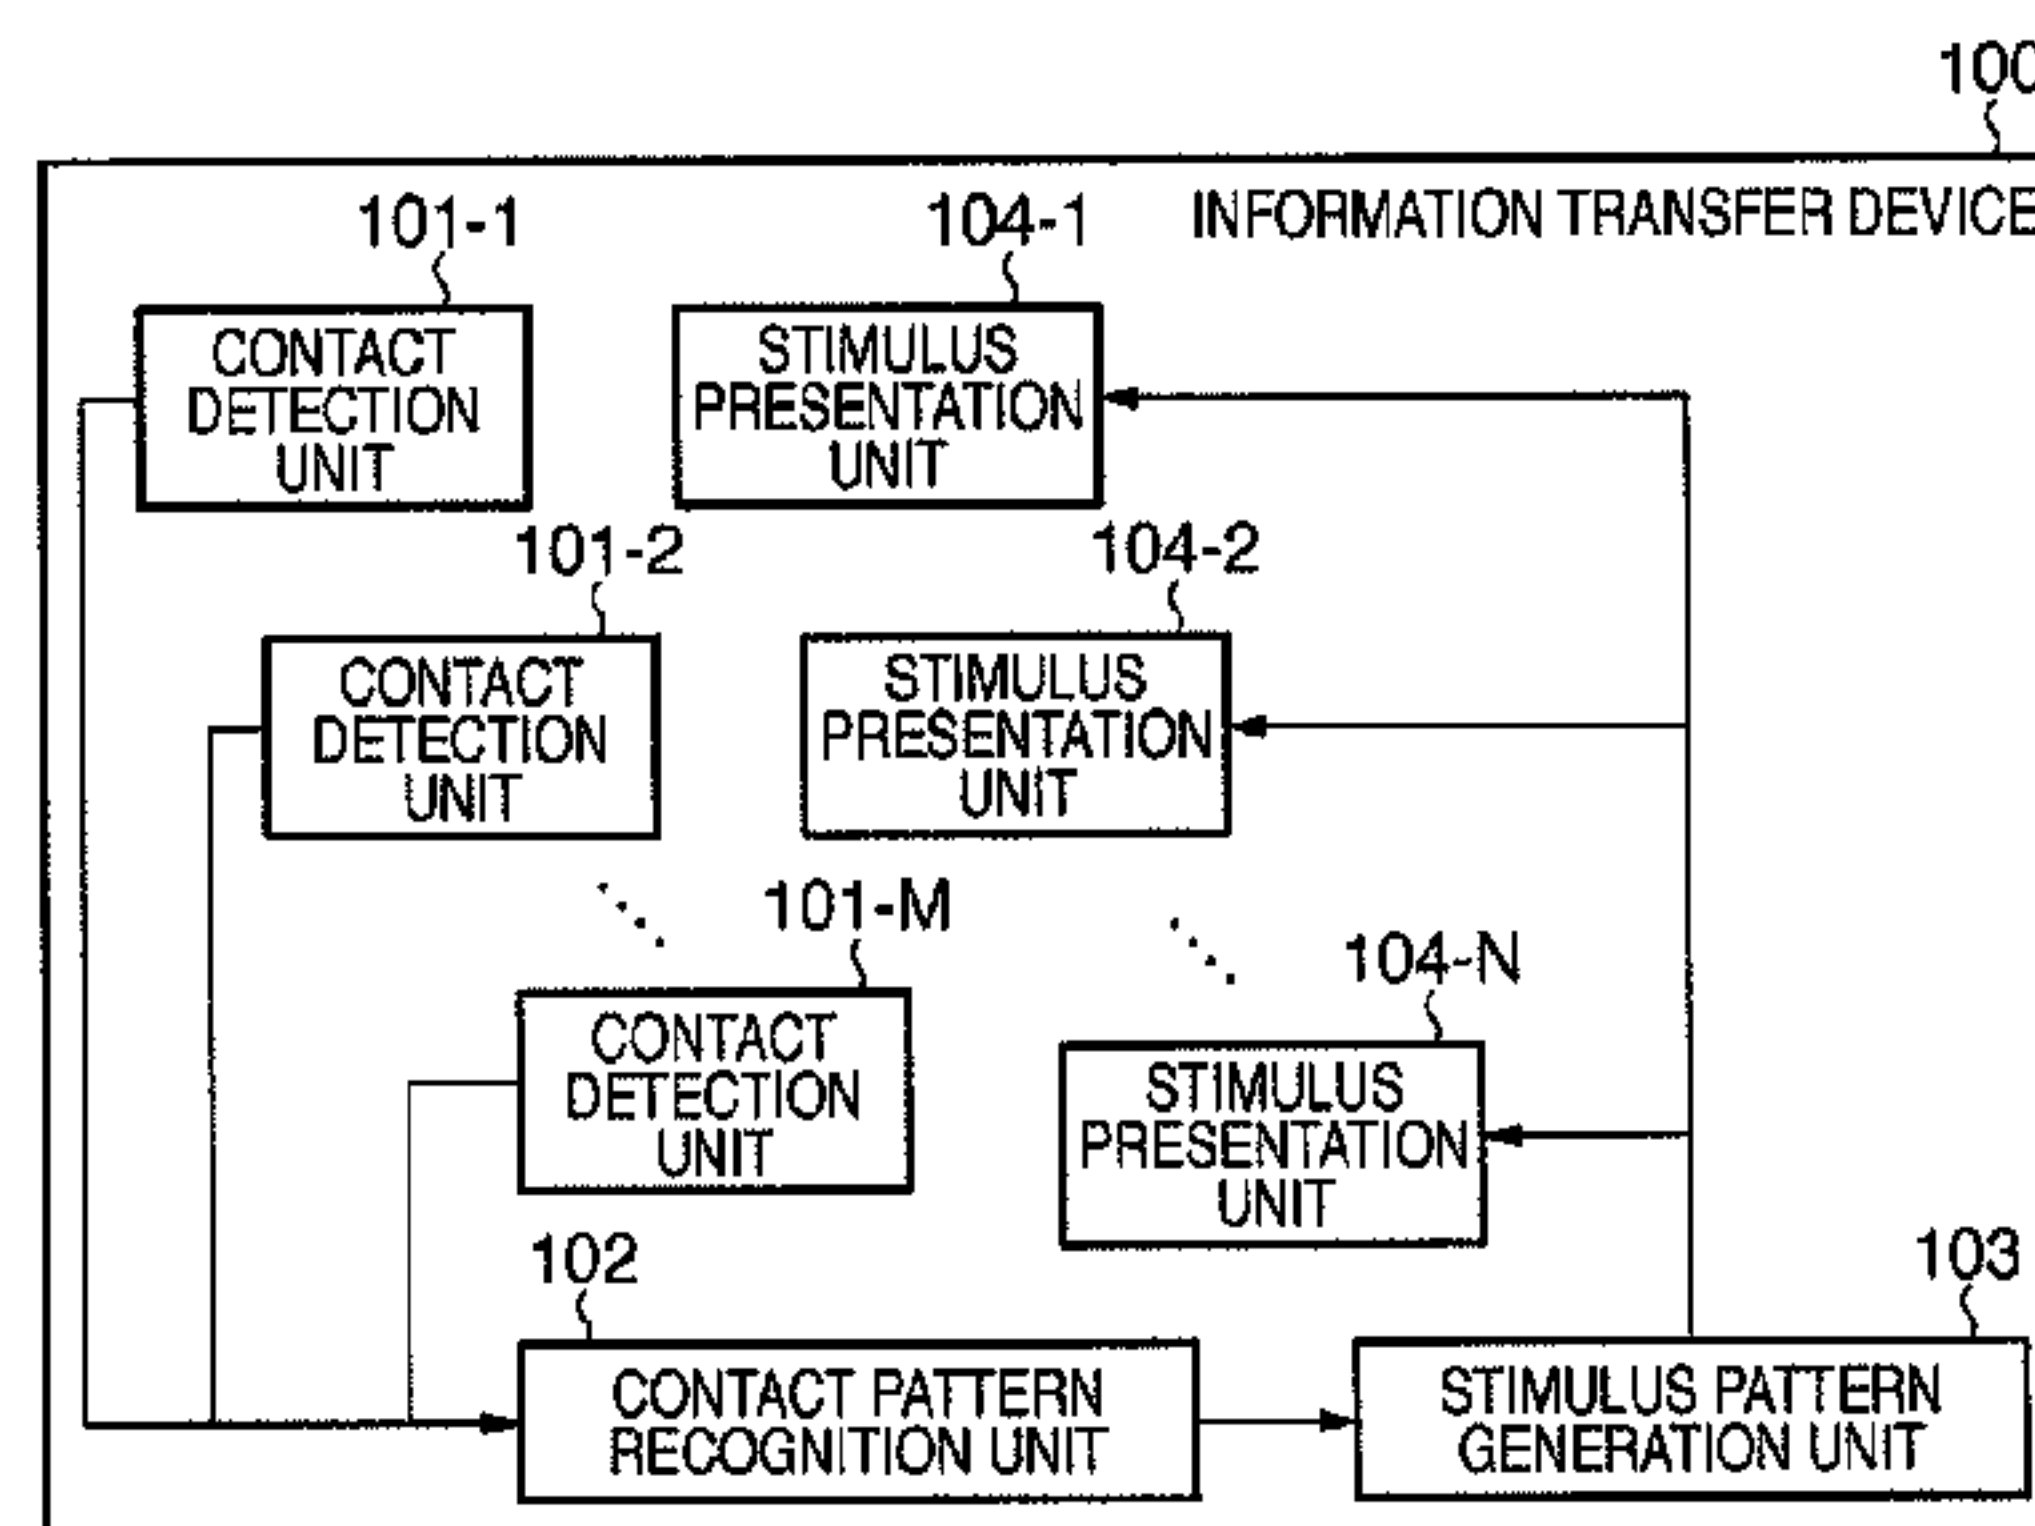 100
INFORMATION TRANSFER DEVICE
101-1
104-1
CONTACT
DETECTION
UNIT
STIMULUS
PRESENTATION
UNIT
101-2
104-2
CONTACT
DETECTION
UNIT
STIMULUS
PRESENTATION
UNIT
101-M
104-N
CONTACT
DETECTION
UNIT
STIMULUS
PRESENTATION
UNIT
102
103
CONTACT PATTERN
RECOGNITION UNIT
STIMULUS PATTERN
GENERATION UNIT